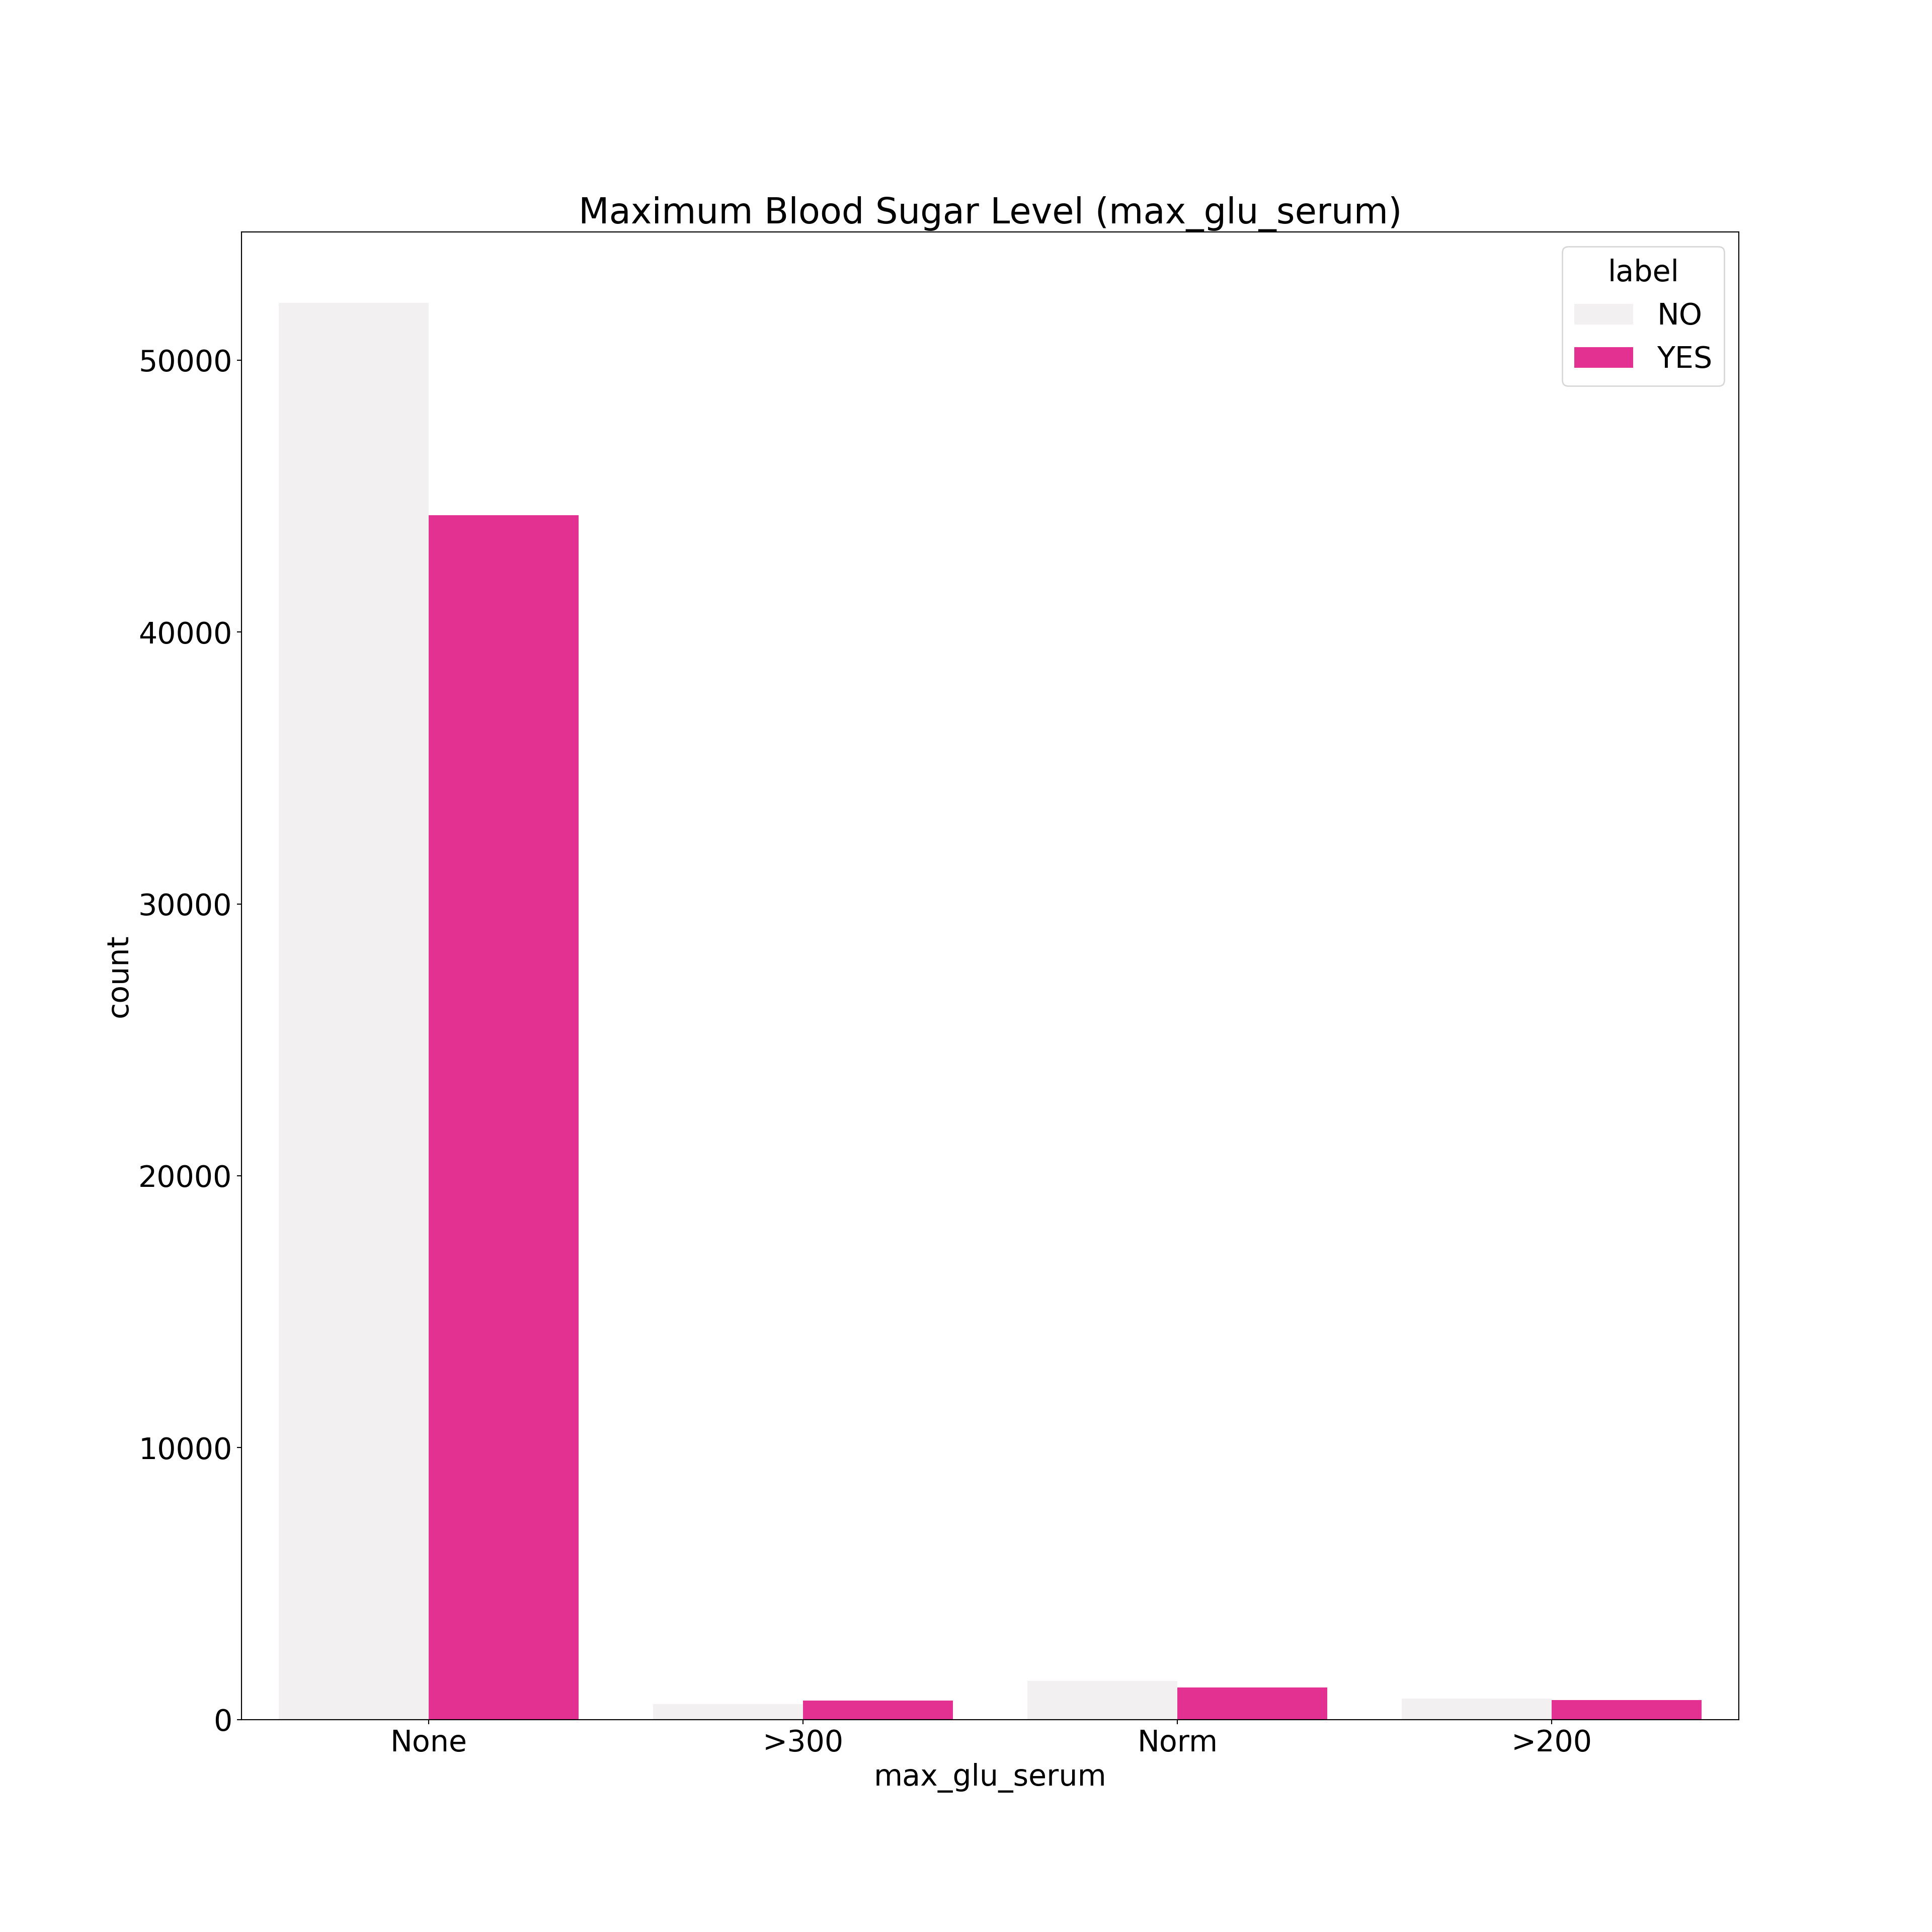 Maximum Blood Sugar Level (max_glu_serum)
label
NO
YES
50000
40000
30000
20000
10000
0
count
None >300 Norm >200
max_glu_serum